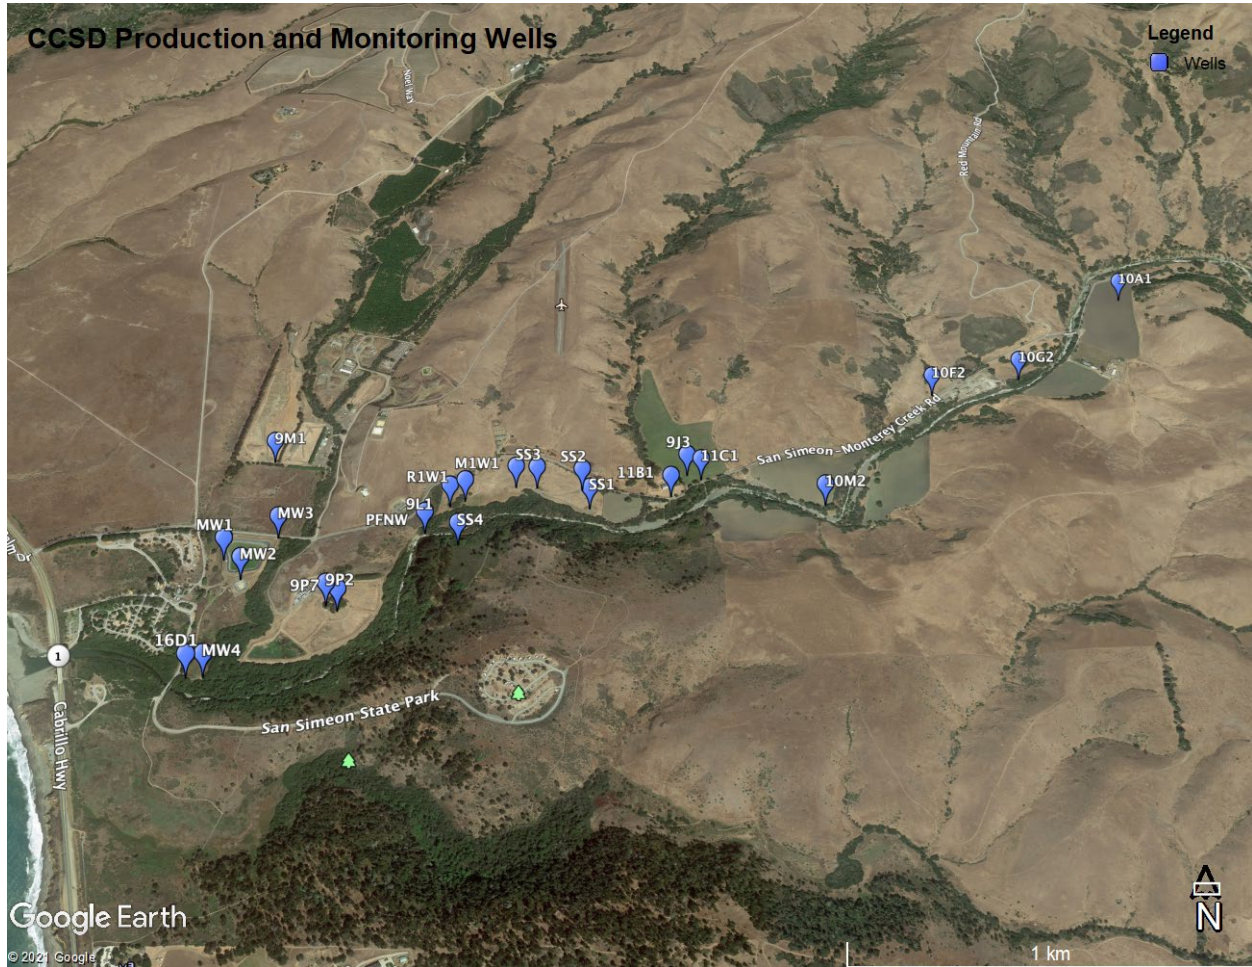 CCSD Production and Monitoring Wells
Legend
Wells
Noel Way
Red Mountain Rd
10A1
10G2
10F2
San Simeon-Monterey Creek Rd
9M1
SS3
SS2
9J3
11C1
M1W1
R1W1
11B1
SS1
10M2
9L1
PFNW
SS4
MW3
MW1
MW2
9P7
9P2
16D1
MW4
1
San Simeon State Park
Cabrillo Hwy
Google Earth
N
© 2021 Google
1 km